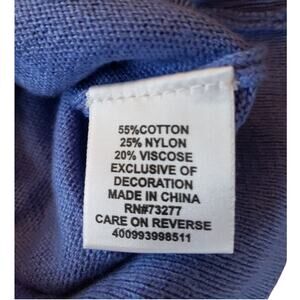 55%COTTON
25% NYLON
20% VISCOSE
EXCLUSIVE OF
DECORATION
MADE IN CHINA
RN#73277
CARE ON REVERSE
400993998511